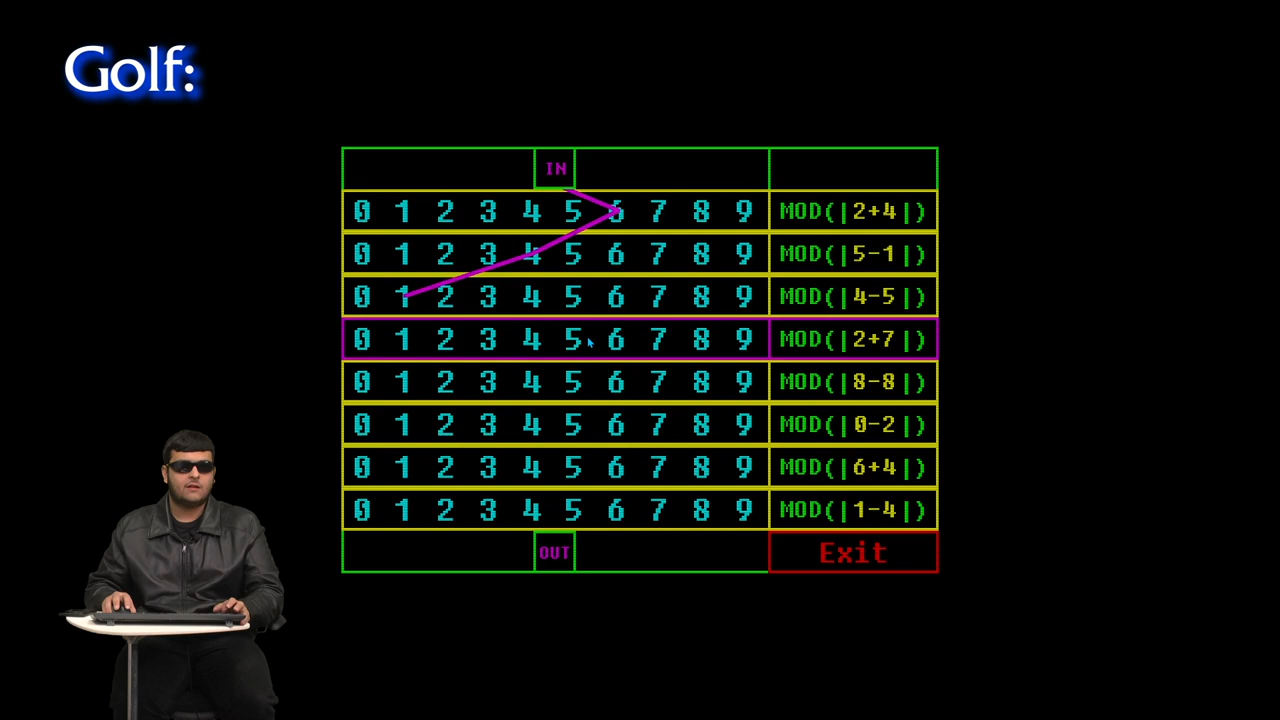 Golf:
IN
0 1 2 3 4 5 6 7 8 9 MOD(|2+4|)
0 1 2 3 4 5 6 7 8 9 MOD(|5-1|)
0 1 2 3 4 5 6 7 8 9 MOD(|4-5|)
0 1 2 3 4 5 6 7 8 9 MOD(|2+7|)
0 1 2 3 4 5 6 7 8 9 MOD(|8-8|)
0 1 2 3 4 5 6 7 8 9 MOD(|0-2|)
0 1 2 3 4 5 6 7 8 9 MOD(|6+4|)
0 1 2 3 4 5 6 7 8 9 MOD(|1-4|)
OUT Exit